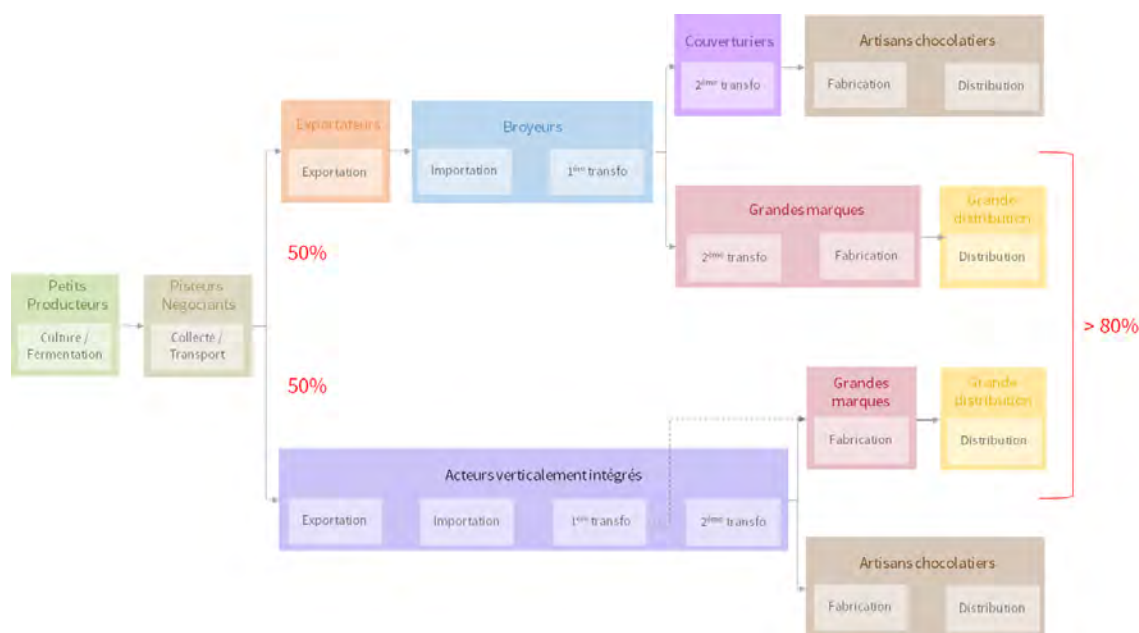 Couverturiers
2ème transfo
Artisans chocolatiers
Fabrication
Distribution
Exportateurs
Exportation
Broyeurs
Importation
1ère transfo
Grandes marques
2ème transfo
Fabrication
Grande
distribution
Distribution
50%
Petits
Producteurs
Culture /
Fermentation
Pisteurs
Négociants
Collecte /
Transport
> 80%
50%
Grandes
marques
Fabrication
Grande
distribution
Distribution
Acteurs verticalement intégrés
Exportation
Importation
1ère transfo
2ème transfo
Artisans chocolatiers
Fabrication
Distribution